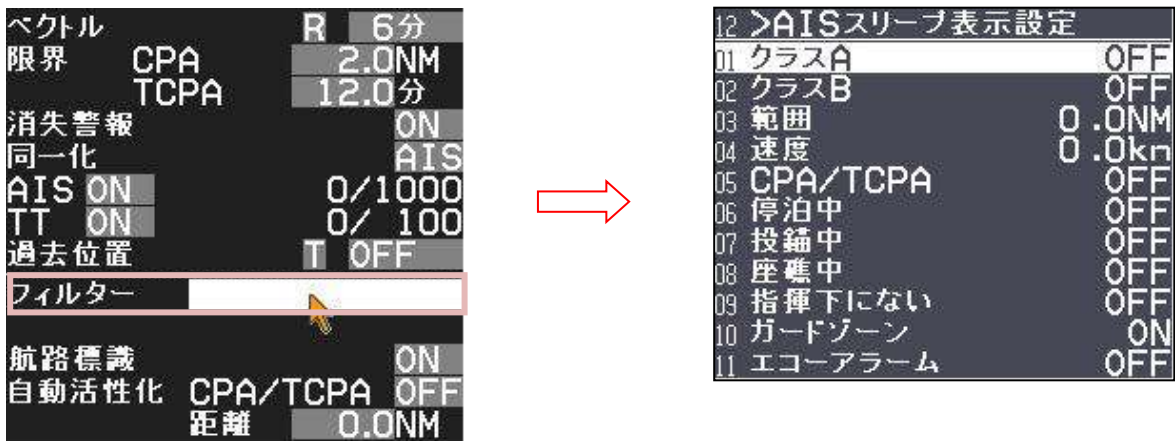 ベクトル R 6分
限界 CPA 2.0NM
TCPA 12.0分
消失警報 ON
同一化 AIS
AIS ON 0/1000
TT ON 0/ 100
過去位置 T OFF
フィルター
航路標識 ON
自動活性化 CPA/TCPA OFF
距離 0.0NM
12 >AISスリープ表示設定
01 クラスA OFF
02 クラスB OFF
03 範囲 0.0NM
04 速度 0.0kn
05 CPA/TCPA OFF
06 停泊中 OFF
07 投錨中 OFF
08 座礁中 OFF
09 指揮下にない OFF
10 ガードゾーン ON
11 エコーアラーム OFF